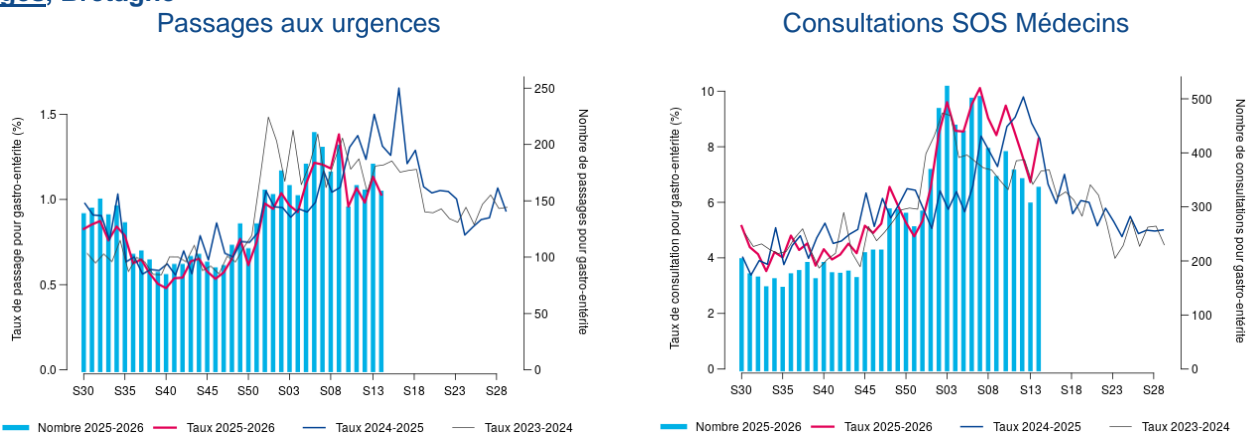 Bretagne
Passages aux urgences
Consultations SOS Médecins
Taux de passage pour gastro-entérite (%)
1.5
1.0
0.5
0.0
250
200
150
100
50
0
Nombre de passages pour gastro-entérite
S30 S35 S40 S45 S50 S03 S08 S13 S18 S23 S28
Nombre 2025-2026 Taux 2025-2026 Taux 2024-2025 Taux 2023-2024
Taux de consultation pour gastro-entérite (%)
10
8
6
4
2
0
500
400
300
200
100
0
Nombre de consultations pour gastro-entérite
S30 S35 S40 S45 S50 S03 S08 S13 S18 S23 S28
Nombre 2025-2026 Taux 2025-2026 Taux 2024-2025 Taux 2023-2024